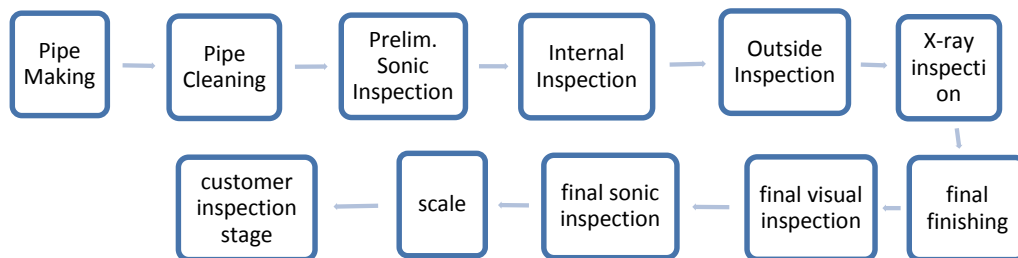 Pipe
Making
Pipe
Cleaning
Prelim.
Sonic
Inspection
Internal
Inspection
Outside
Inspection
X-ray
inspecti
on
final
finishing
final visual
inspection
final sonic
inspection
scale
customer
inspection
stage